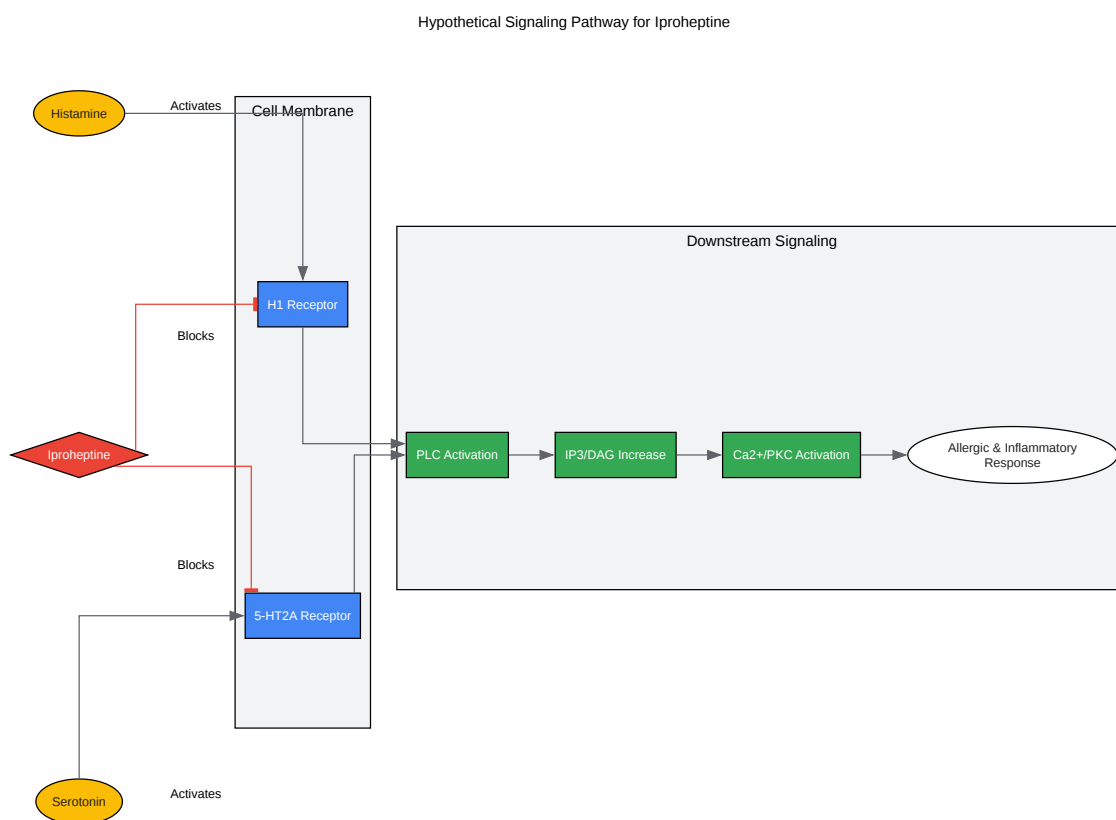 Hypothetical Signaling Pathway for Iproheptine
Histamine
Activates
Cell Membrane
Downstream Signaling
H1 Receptor
Blocks
Iproheptine
PLC Activation
IP3/DAG Increase
Ca2+/PKC Activation
Allergic & Inflammatory
Response
Blocks
5-HT2A Receptor
Serotonin
Activates